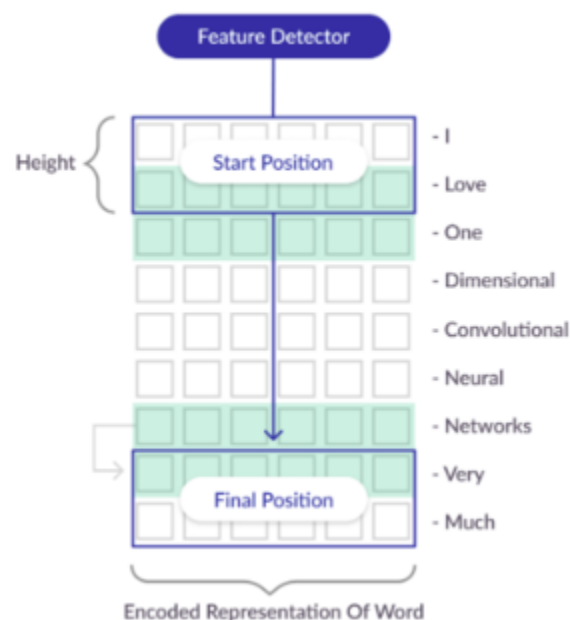 Feature Detector
Height
Start Position
- I
- Love
- One
- Dimensional
- Convolutional
- Neural
- Networks
- Very
Final Position
- Much
Encoded Representation Of Word